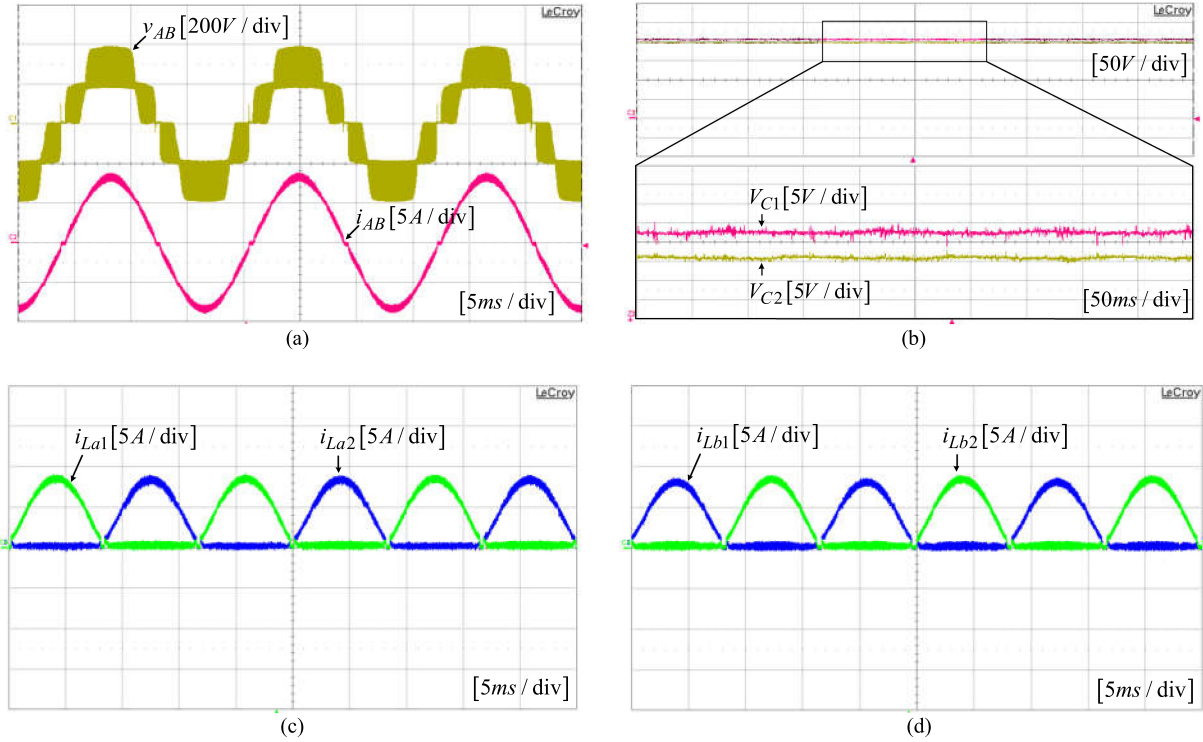 LeCroy
v_AB [200V / div]
i_AB [5A / div]
[5ms / div]
(a)
LeCroy
[50V / div]
V_C1 [5V / div]
V_C2 [5V / div]
[50ms / div]
(b)
LeCroy
i_La1 [5A / div]
i_La2 [5A / div]
[5ms / div]
(c)
LeCroy
i_Lb1 [5A / div]
i_Lb2 [5A / div]
[5ms / div]
(d)